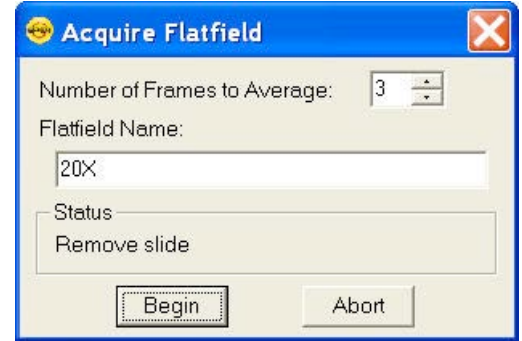 Acquire Flatfield
Number of Frames to Average: 3
Flatfield Name:
20X
Status
Remove slide
Begin Abort